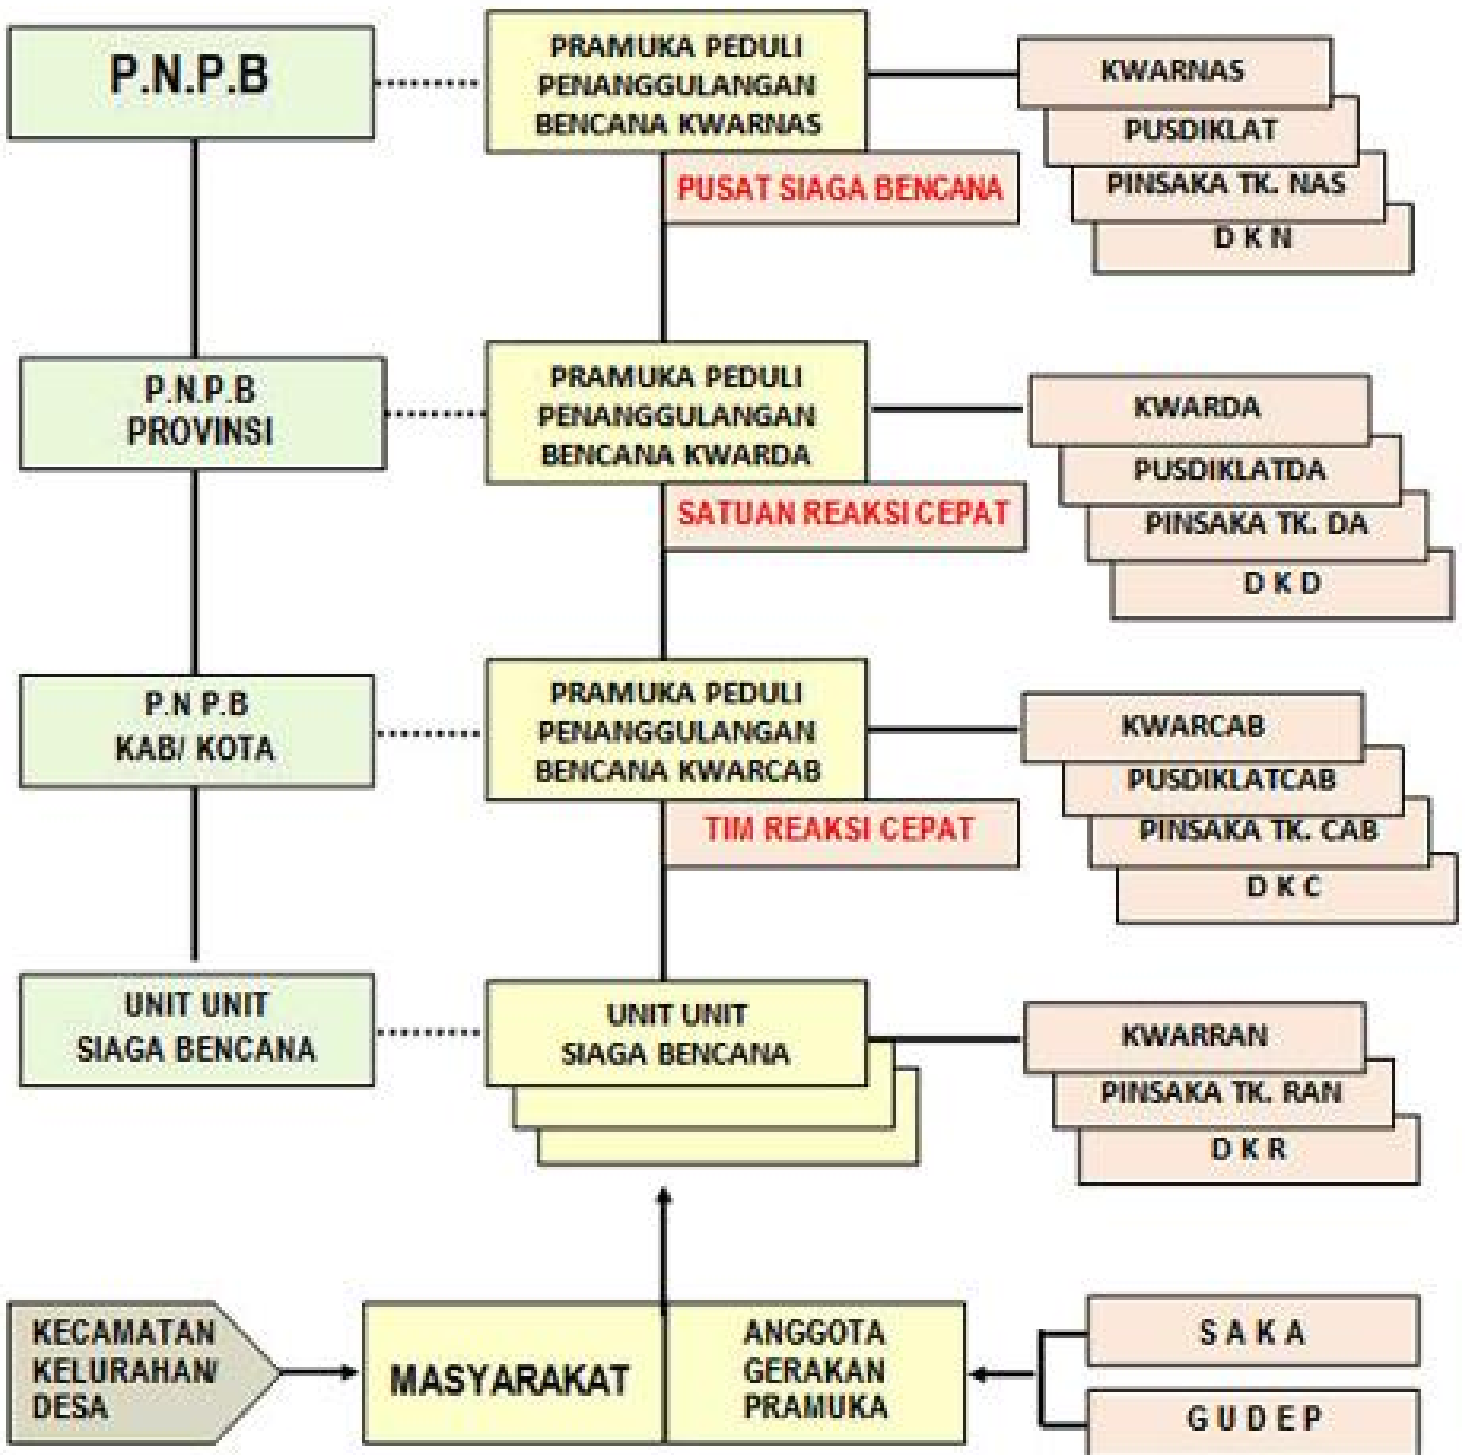 P.N.P.B
PRAMUKA PEDULI
PENANGGULANGAN
BENCANA KWARNAS
PUSAT SIAGA BENCANA
KWARNAS
PUSDIKLAT
PINSAKA TK. NAS
D K N
P.N.P.B
PROVINSI
PRAMUKA PEDULI
PENANGGULANGAN
BENCANA KWARDA
SATUAN REAKSI CEPAT
KWARDA
PUSDIKLATDA
PINSAKA TK. DA
D K D
P.N P.B
KAB/ KOTA
PRAMUKA PEDULI
PENANGGULANGAN
BENCANA KWARCAB
TIM REAKSI CEPAT
KWARCAB
PUSDIKLATCAB
PINSAKA TK. CAB
D K C
UNIT UNIT
SIAGA BENCANA
UNIT UNIT
SIAGA BENCANA
KWARRAN
PINSAKA TK. RAN
D K R
KECAMATAN
KELURAHAN/
DESA
MASYARAKAT
ANGGOTA
GERAKAN
PRAMUKA
S A K A
G U D E P